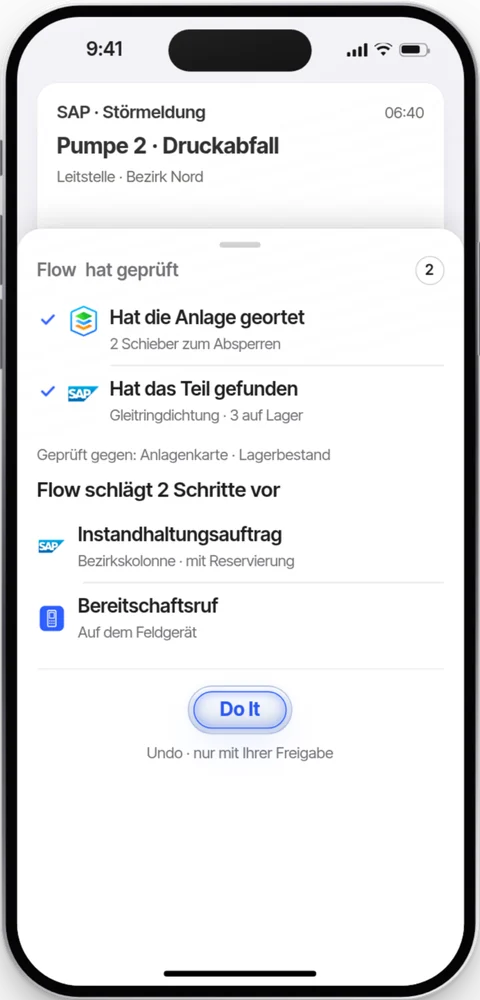 9:41
SAP · Störmeldung 06:40
Pumpe 2 · Druckabfall
Leitstelle · Bezirk Nord
Flow hat geprüft 2
Hat die Anlage geortet
2 Schieber zum Absperren
SAP Hat das Teil gefunden
Gleitringdichtung · 3 auf Lager
Geprüft gegen: Anlagenkarte · Lagerbestand
Flow schlägt 2 Schritte vor
SAP Instandhaltungsauftrag
Bezirkskolonne · mit Reservierung
Bereitschaftsruf
Auf dem Feldgerät
Do It
Undo · nur mit Ihrer Freigabe